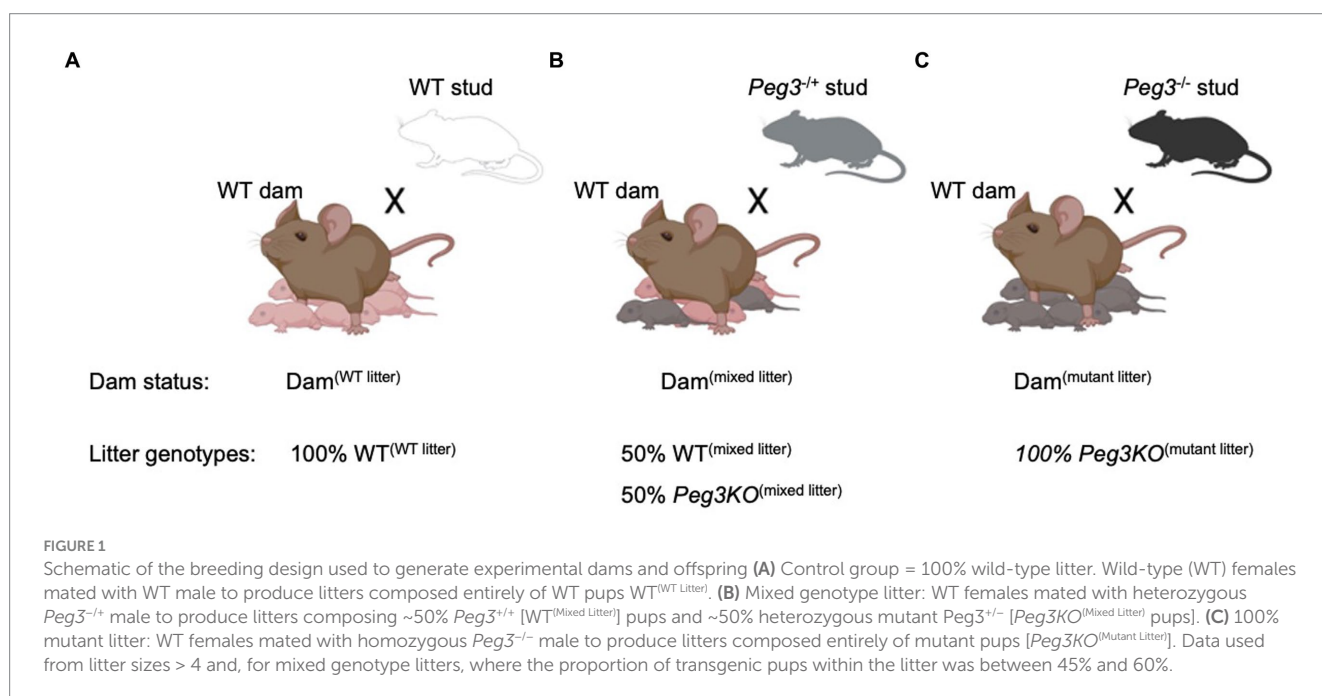 A
B
C
WT stud
Peg3-/+ stud
Peg3-/- stud
WT dam
X
WT dam
X
WT dam
X
Dam status:
Dam(WT litter)
Dam(mixed litter)
Dam(mutant litter)
Litter genotypes:
100% WT(WT litter)
50% WT(mixed litter)
100% Peg3KO(mutant litter)
50% Peg3KO(mixed litter)
FIGURE 1
Schematic of the breeding design used to generate experimental dams and offspring (A) Control group = 100% wild-type litter. Wild-type (WT) females
mated with WT male to produce litters composed entirely of WT pups WT(WT Litter). (B) Mixed genotype litter: WT females mated with heterozygous
Peg3−/+ male to produce litters composing ~50% Peg3+/+ [WT(Mixed Litter)] pups and ~50% heterozygous mutant Peg3+/− [Peg3KO(Mixed Litter) pups]. (C) 100%
mutant litter: WT females mated with homozygous Peg3−/− male to produce litters composed entirely of mutant pups [Peg3KO(Mutant Litter)]. Data used
from litter sizes > 4 and, for mixed genotype litters, where the proportion of transgenic pups within the litter was between 45% and 60%.